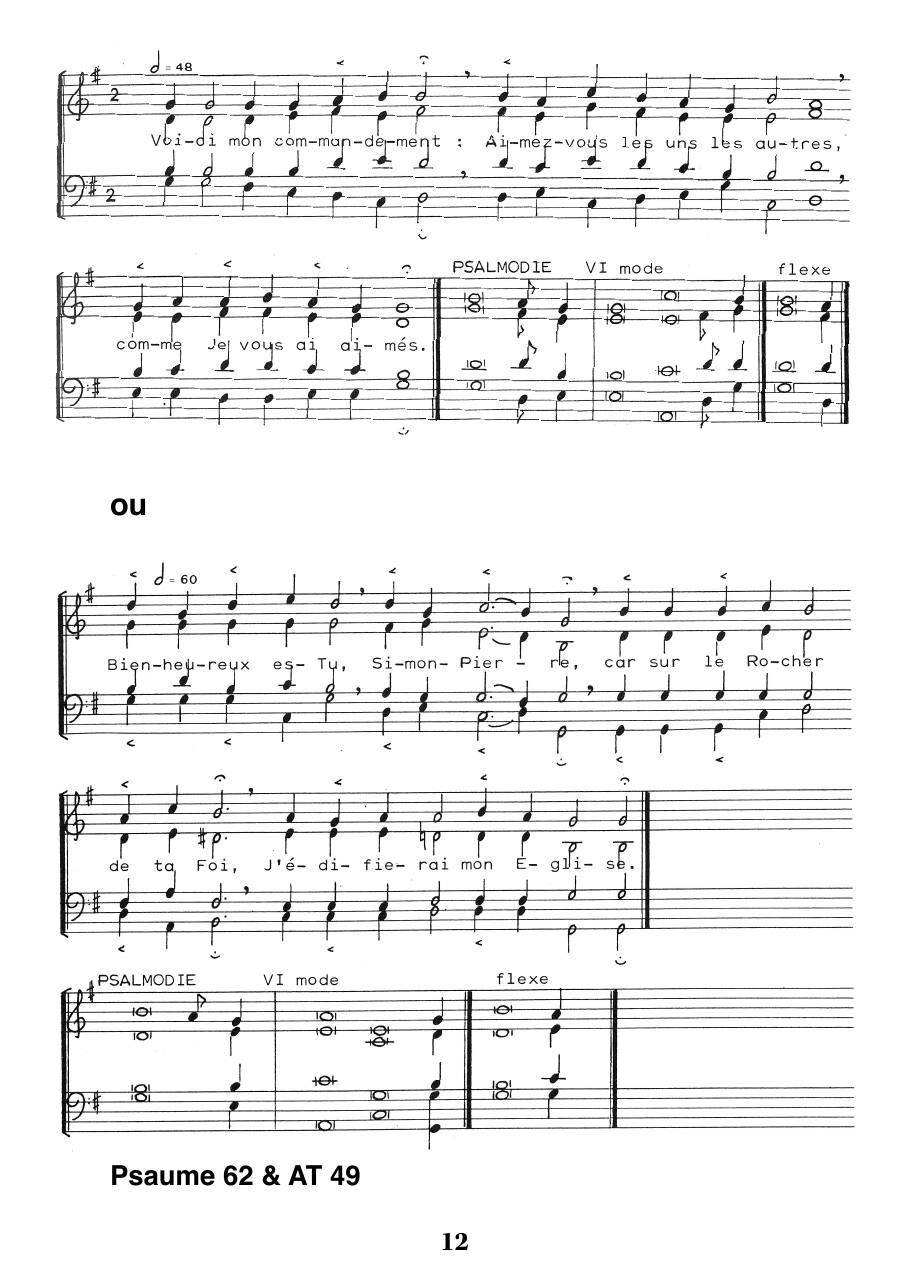 𝅗𝅥 = 48
2
Voi-di mon com-man-de-ment : Ai-mez-vous les uns les au-tres,
2
PSALMODIE VI mode flexe
com-me Je vous ai ai- més.
ou
𝅗𝅥 = 60
Bien-heu-reux es- Tu, Si-mon- Pier - re, car sur le Ro-cher
de ta Foi, J'é- di- fie- rai mon E- gli- se.
PSALMODIE VI mode flexe
Psaume 62 & AT 49
12